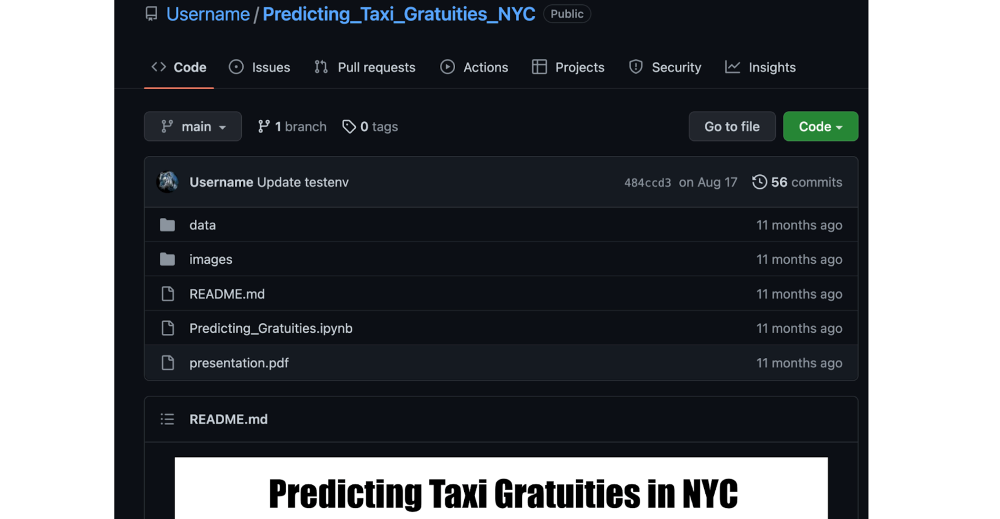 Username / Predicting_Taxi_Gratuities_NYC Public
Code Issues Pull requests Actions Projects Security Insights
main 1 branch 0 tags Go to file Code
Username Update testenv 484ccd3 on Aug 17 56 commits
data 11 months ago
images 11 months ago
README.md 11 months ago
Predicting_Gratuities.ipynb 11 months ago
presentation.pdf 11 months ago
README.md
Predicting Taxi Gratuities in NYC